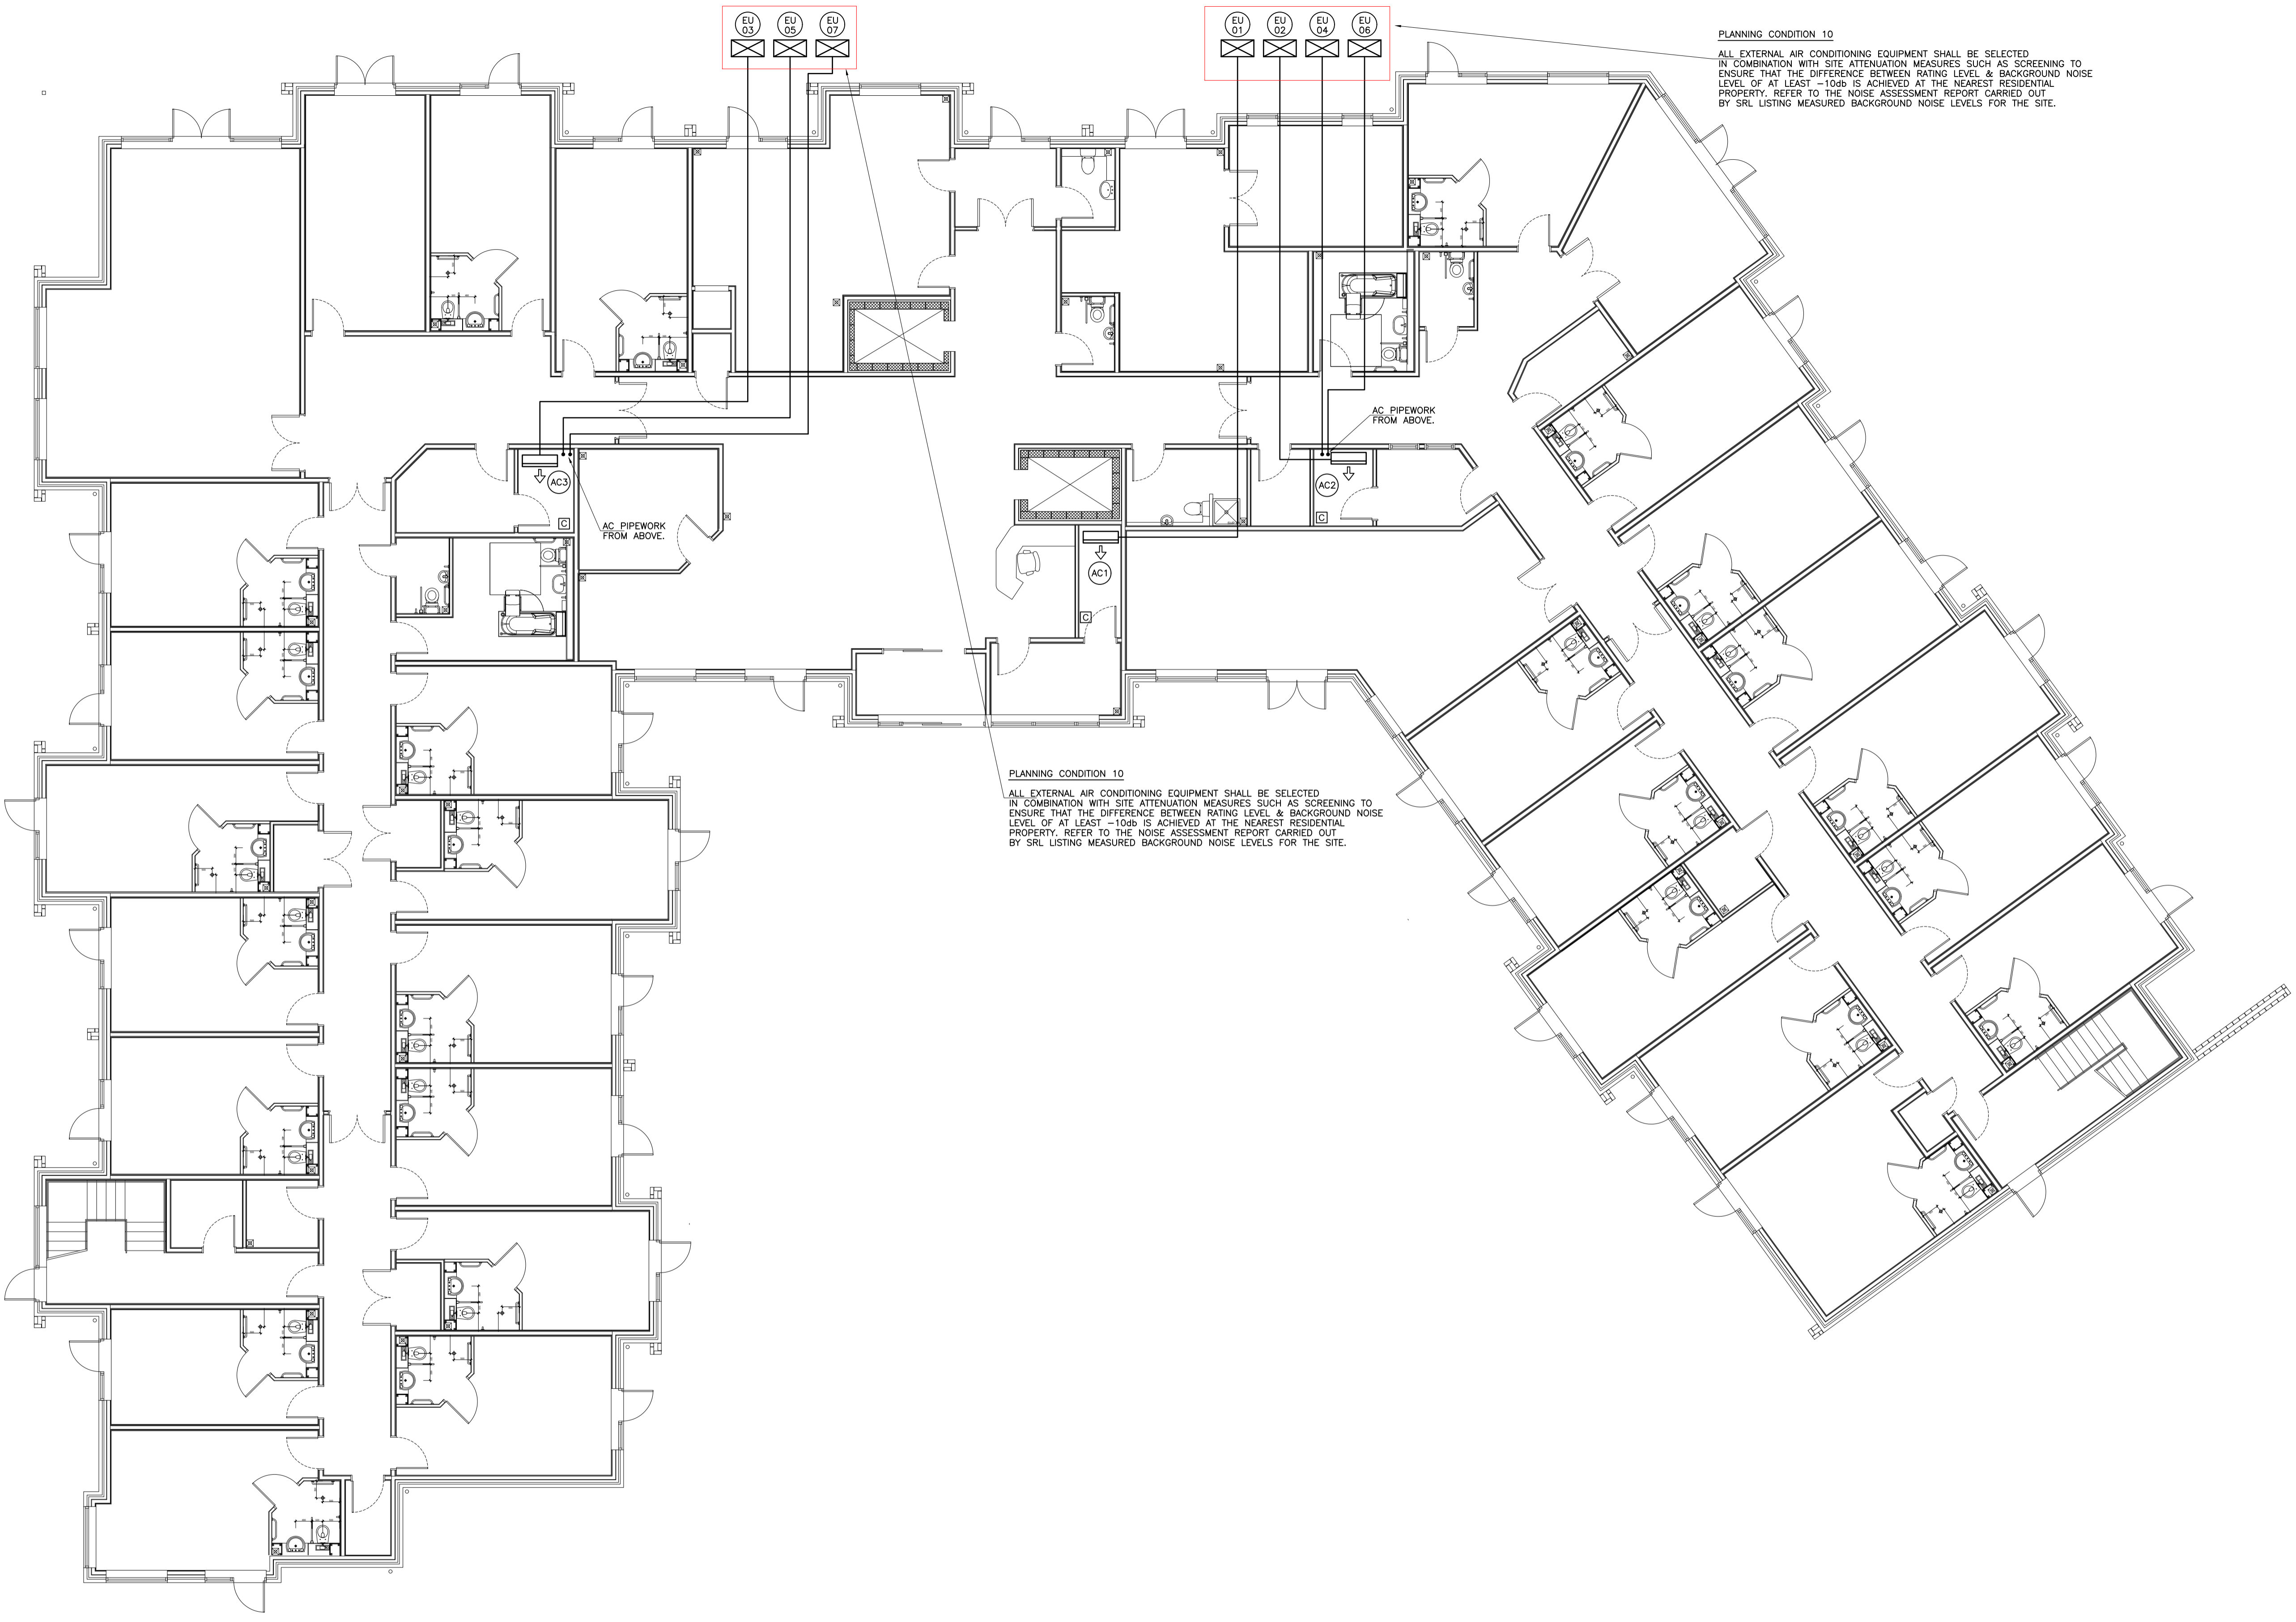 EU
03
EU
05
EU
07
EU
01
EU
02
EU
04
EU
06
PLANNING CONDITION 10
ALL EXTERNAL AIR CONDITIONING EQUIPMENT SHALL BE SELECTED
IN COMBINATION WITH SITE ATTENUATION MEASURES SUCH AS SCREENING TO
ENSURE THAT THE DIFFERENCE BETWEEN RATING LEVEL & BACKGROUND NOISE
LEVEL OF AT LEAST -10db IS ACHIEVED AT THE NEAREST RESIDENTIAL
PROPERTY. REFER TO THE NOISE ASSESSMENT REPORT CARRIED OUT
BY SRL LISTING MEASURED BACKGROUND NOISE LEVELS FOR THE SITE.
AC PIPEWORK
FROM ABOVE.
AC3
AC2
C
C
AC PIPEWORK
FROM ABOVE.
AC1
C
PLANNING CONDITION 10
ALL EXTERNAL AIR CONDITIONING EQUIPMENT SHALL BE SELECTED
IN COMBINATION WITH SITE ATTENUATION MEASURES SUCH AS SCREENING TO
ENSURE THAT THE DIFFERENCE BETWEEN RATING LEVEL & BACKGROUND NOISE
LEVEL OF AT LEAST -10db IS ACHIEVED AT THE NEAREST RESIDENTIAL
PROPERTY. REFER TO THE NOISE ASSESSMENT REPORT CARRIED OUT
BY SRL LISTING MEASURED BACKGROUND NOISE LEVELS FOR THE SITE.